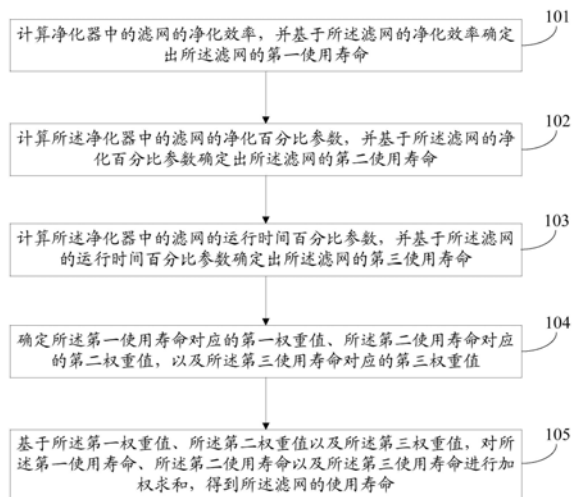 101
计算净化器中的滤网的净化效率，并基于所述滤网的净化效率确定
出所述滤网的第一使用寿命
102
计算所述净化器中的滤网的净化百分比参数，并基于所述滤网的净
化百分比参数确定出所述滤网的第二使用寿命
103
计算所述净化器中的滤网的运行时间百分比参数，并基于所述滤网
的运行时间百分比参数确定出所述滤网的第三使用寿命
104
确定所述第一使用寿命对应的第一权重值、所述第二使用寿命对应
的第二权重值，以及所述第三使用寿命对应的第三权重值
105
基于所述第一权重值、所述第二权重值以及所述第三权重值，对所
述第一使用寿命、所述第二使用寿命以及所述第三使用寿命进行加
权求和，得到所述滤网的使用寿命